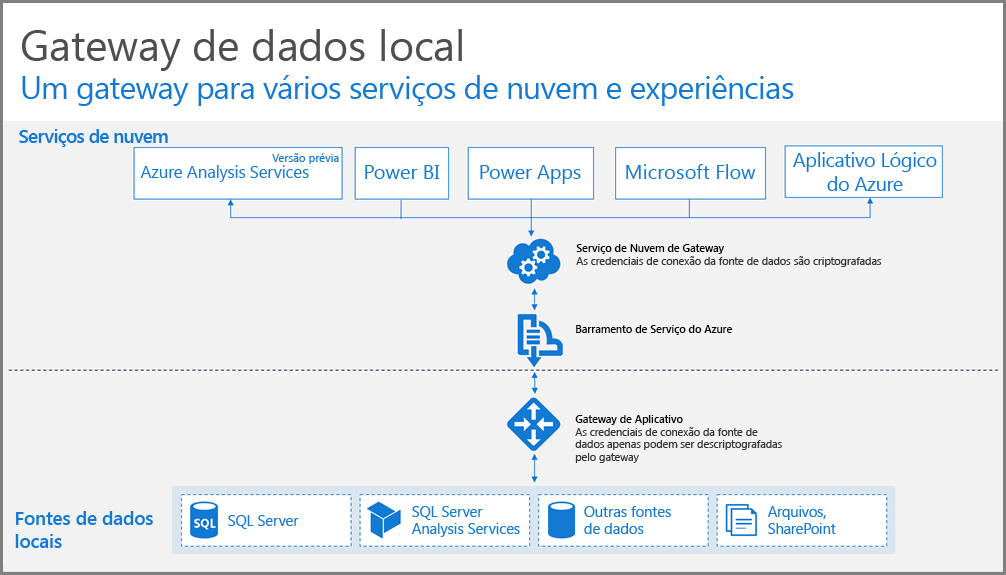 Gateway de dados local
Um gateway para vários serviços de nuvem e experiências
Serviços de nuvem
Versão prévia
Azure Analysis Services
Power BI
Power Apps
Microsoft Flow
Aplicativo Lógico
do Azure
Serviço de Nuvem de Gateway
As credenciais de conexão da fonte de dados são criptografadas
Barramento de Serviço do Azure
Gateway de Aplicativo
As credenciais de conexão da fonte de
dados apenas podem ser descriptografadas
pelo gateway
Fontes de dados
locais
SQL
SQL Server
SQL Server
Analysis Services
Outras fontes
de dados
Arquivos,
SharePoint